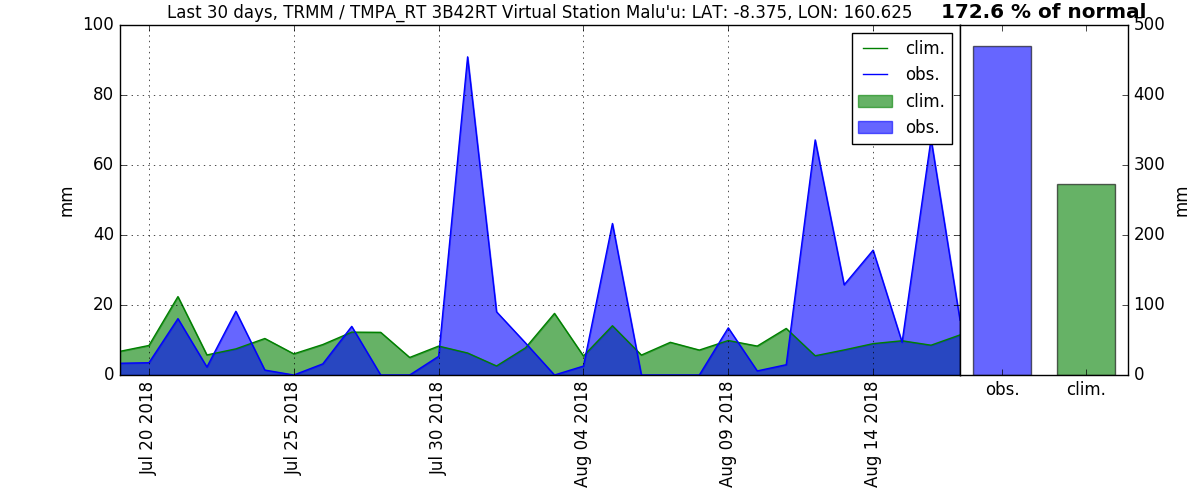 Last 30 days, TRMM / TMPA_RT 3B42RT Virtual Station Malu'u: LAT: -8.375, LON: 160.625
172.6 % of normal
100
80
60
40
20
0
mm
clim.
obs.
clim.
obs.
500
400
300
200
100
0
mm
Jul 20 2018
Jul 25 2018
Jul 30 2018
Aug 04 2018
Aug 09 2018
Aug 14 2018
obs.
clim.